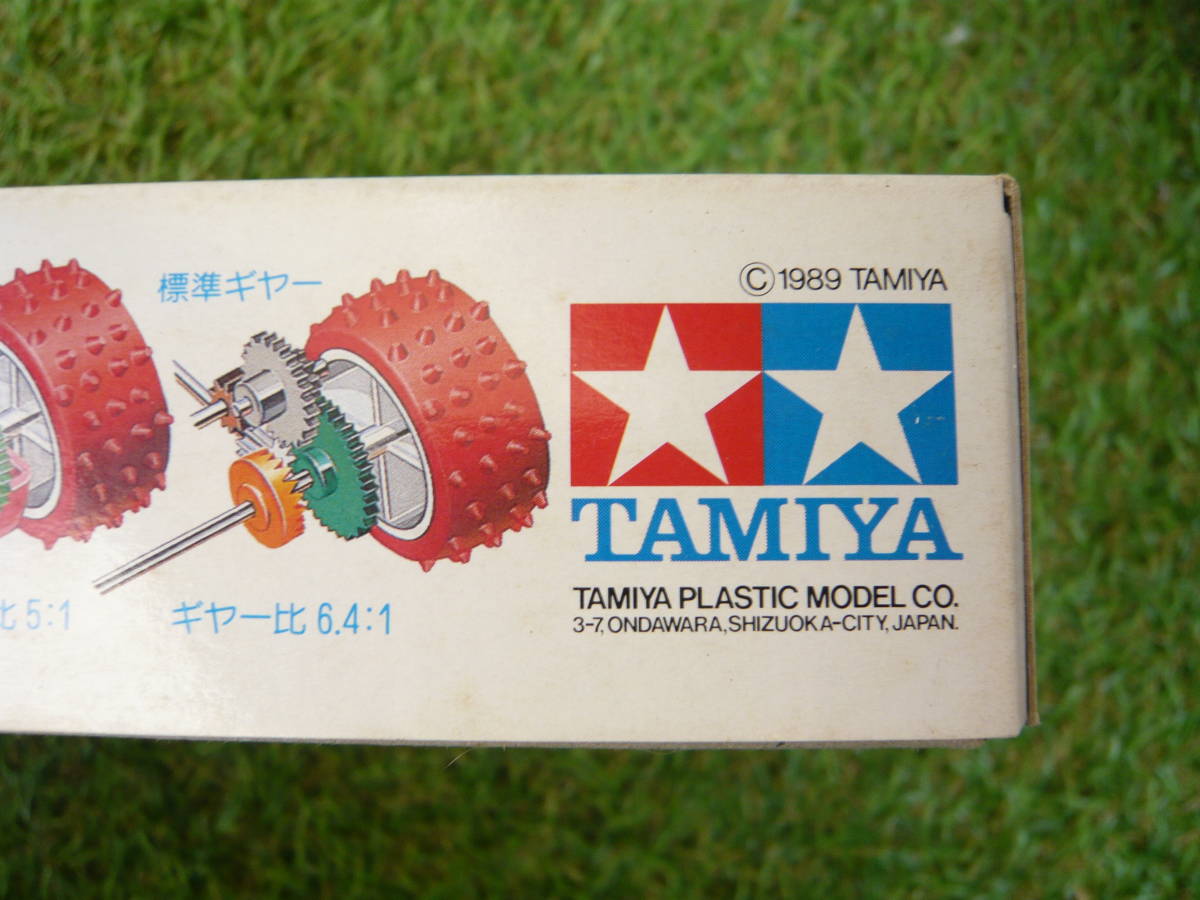 標準ギヤー
比 5:1
ギヤー比 6.4:1
Ⓒ 1989 TAMIYA
TAMIYA
TAMIYA PLASTIC MODEL CO.
3-7, ONDAWARA, SHIZUOKA-CITY, JAPAN.